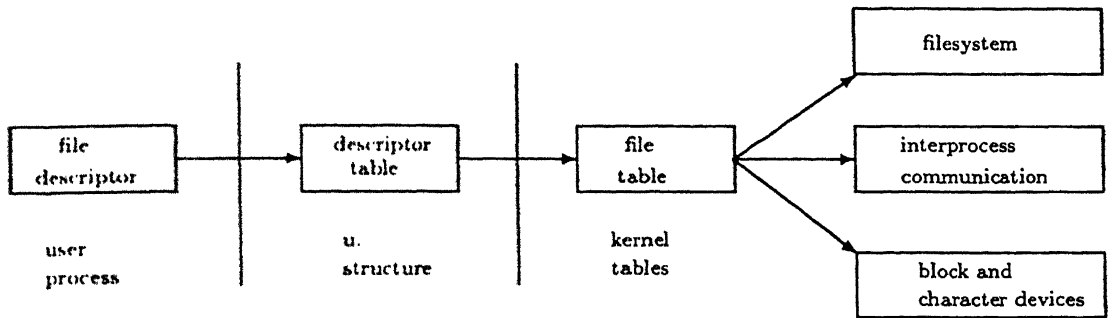 filesystem
file
descriptor
descriptor
table
file
table
interprocess
communication
user
process
u.
structure
kernel
tables
block and
character devices